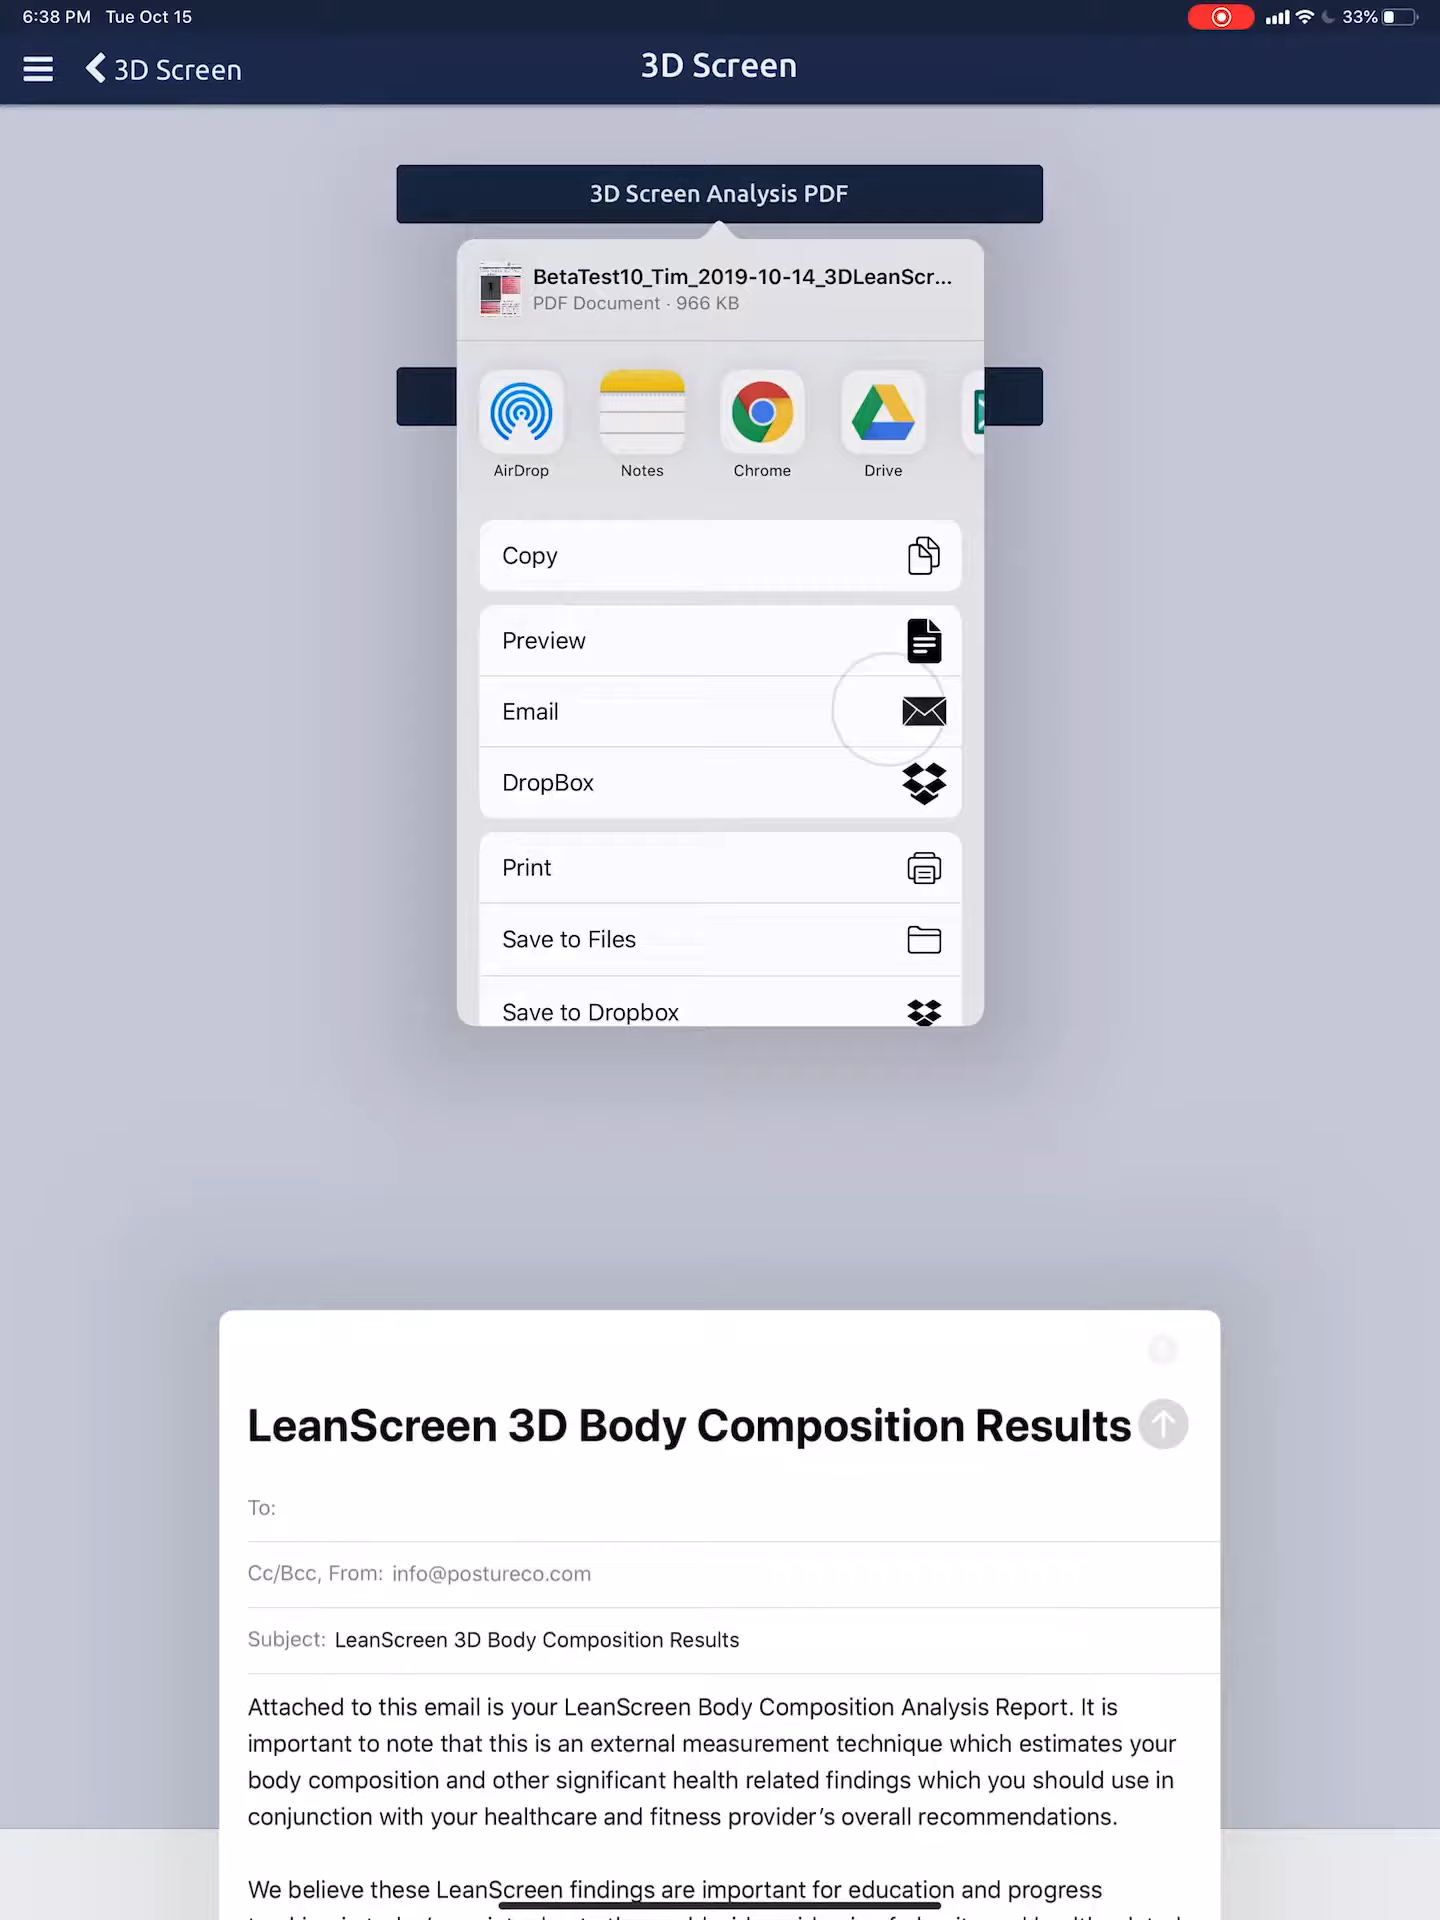 6:38 PM Tue Oct 15
33%
3D Screen
3D Screen
3D Screen Analysis PDF
BetaTest10_Tim_2019-10-14_3DLeanScr...
PDF Document · 966 KB
AirDrop
Notes
Chrome
Drive
Copy
Preview
Email
DropBox
Print
Save to Files
Save to Dropbox
LeanScreen 3D Body Composition Results
To:
Cc/Bcc, From: info@postureco.com
Subject: LeanScreen 3D Body Composition Results
Attached to this email is your LeanScreen Body Composition Analysis Report. It is
important to note that this is an external measurement technique which estimates your
body composition and other significant health related findings which you should use in
conjunction with your healthcare and fitness provider’s overall recommendations.
We believe these LeanScreen findings are important for education and progress